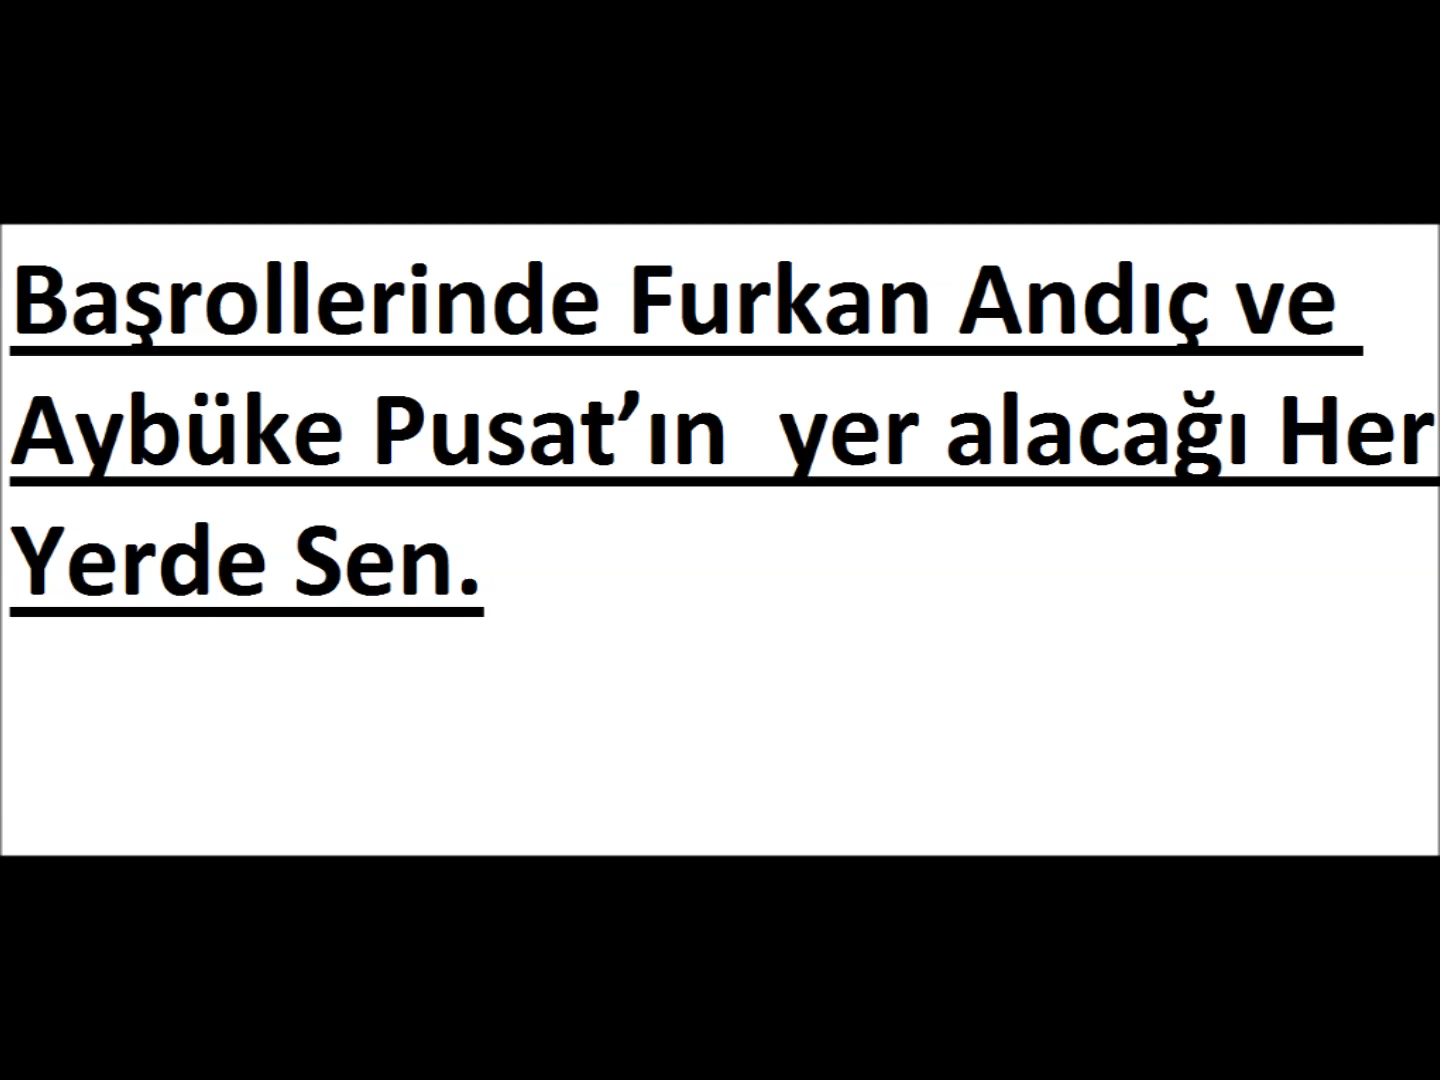 Başrollerinde Furkan Andıç ve
Aybüke Pusat’ın  yer alacağı Her
Yerde Sen.